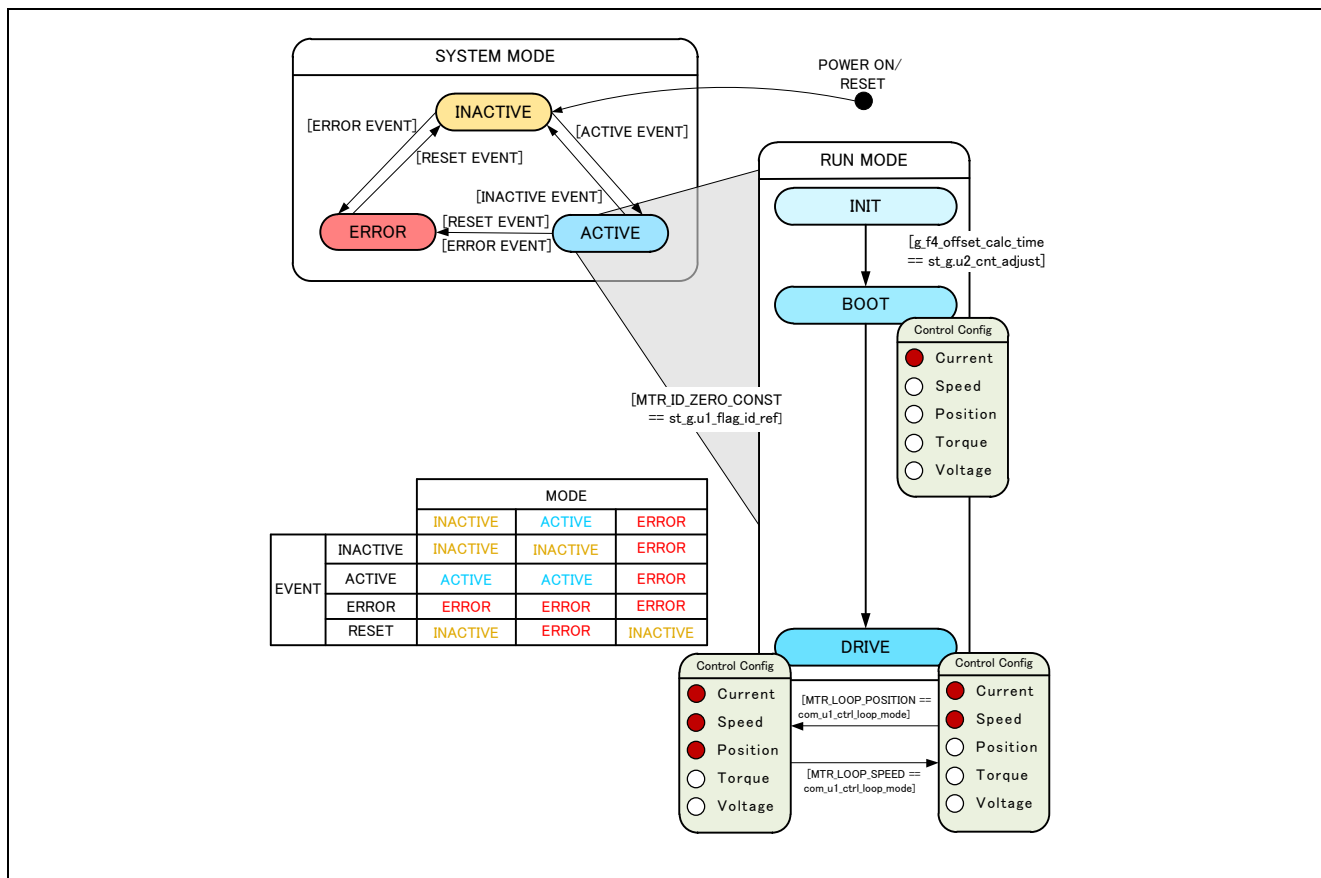 SYSTEM MODE
POWER ON/
RESET
INACTIVE
[ERROR EVENT]
[ACTIVE EVENT]
[RESET EVENT]
[INACTIVE EVENT]
ERROR
[RESET EVENT]
[ERROR EVENT]
ACTIVE
RUN MODE
INIT
[g_f4_offset_calc_time
== st_g.u2_cnt_adjust]
BOOT
Control Config
Current
Speed
Position
Torque
Voltage
[MTR_ID_ZERO_CONST
== st_g.u1_flag_id_ref]
MODE
INACTIVE ACTIVE ERROR
EVENT
INACTIVE INACTIVE INACTIVE ERROR
ACTIVE ACTIVE ACTIVE ERROR
ERROR ERROR ERROR ERROR
RESET INACTIVE ERROR INACTIVE
DRIVE
Control Config
Current
Speed
Position
Torque
Voltage
[MTR_LOOP_POSITION ==
com_u1_ctrl_loop_mode]
[MTR_LOOP_SPEED ==
com_u1_ctrl_loop_mode]
Control Config
Current
Speed
Position
Torque
Voltage